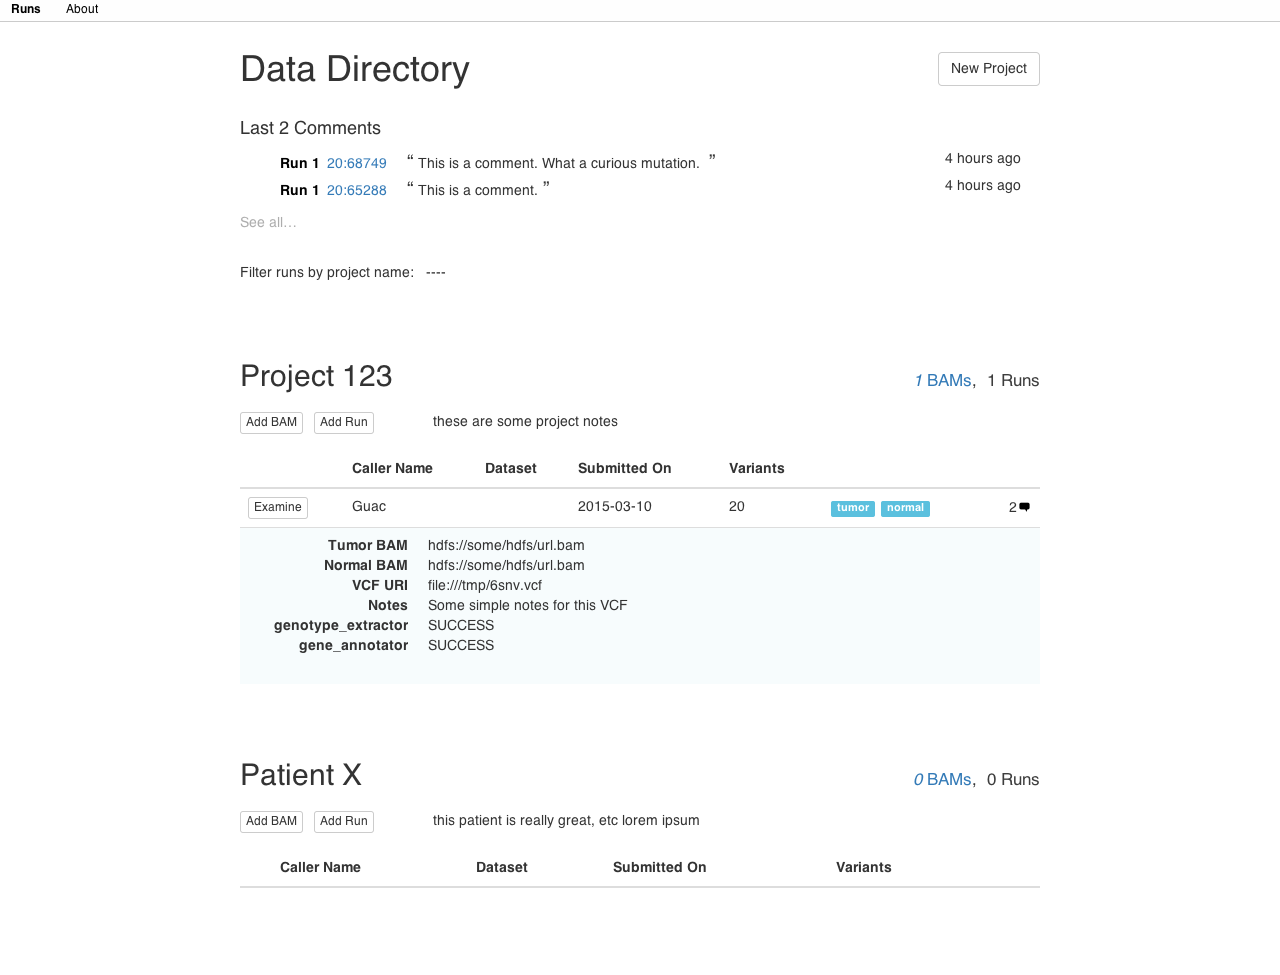 Runs About
Data Directory New Project
Last 2 Comments
Run 1 20:68749 “ This is a comment. What a curious mutation. ” 4 hours ago
Run 1 20:65288 “ This is a comment. ” 4 hours ago
See all...
Filter runs by project name: ----
Project 123 1 BAMs, 1 Runs
Add BAM Add Run these are some project notes
Caller Name Dataset Submitted On Variants
Examine Guac 2015-03-10 20 tumor normal 2
Tumor BAM hdfs://some/hdfs/url.bam
Normal BAM hdfs://some/hdfs/url.bam
VCF URI file:///tmp/6snv.vcf
Notes Some simple notes for this VCF
genotype_extractor SUCCESS
gene_annotator SUCCESS
Patient X 0 BAMs, 0 Runs
Add BAM Add Run this patient is really great, etc lorem ipsum
Caller Name Dataset Submitted On Variants